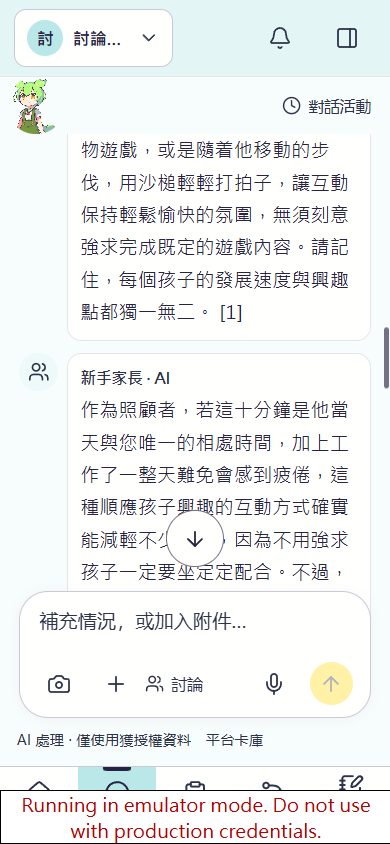 討 討論...
對話活動
物遊戲，或是隨着他移動的步
伐，用沙槌輕輕打拍子，讓互動
保持輕鬆愉快的氛圍，無須刻意
強求完成既定的遊戲內容。請記
住，每個孩子的發展速度與興趣
點都獨一無二。 [1]
新手家長 · AI
作為照顧者，若這十分鐘是他當
天與您唯一的相處時間，加上工
作了一整天難免會感到疲倦，這
種順應孩子興趣的互動方式確實
能減輕不少 ，因為不用強求
孩子一定要坐定定配合。不過，
補充情況，或加入附件...
討論
AI 處理 · 僅使用獲授權資料 平台卡庫
Running in emulator mode. Do not use
with production credentials.